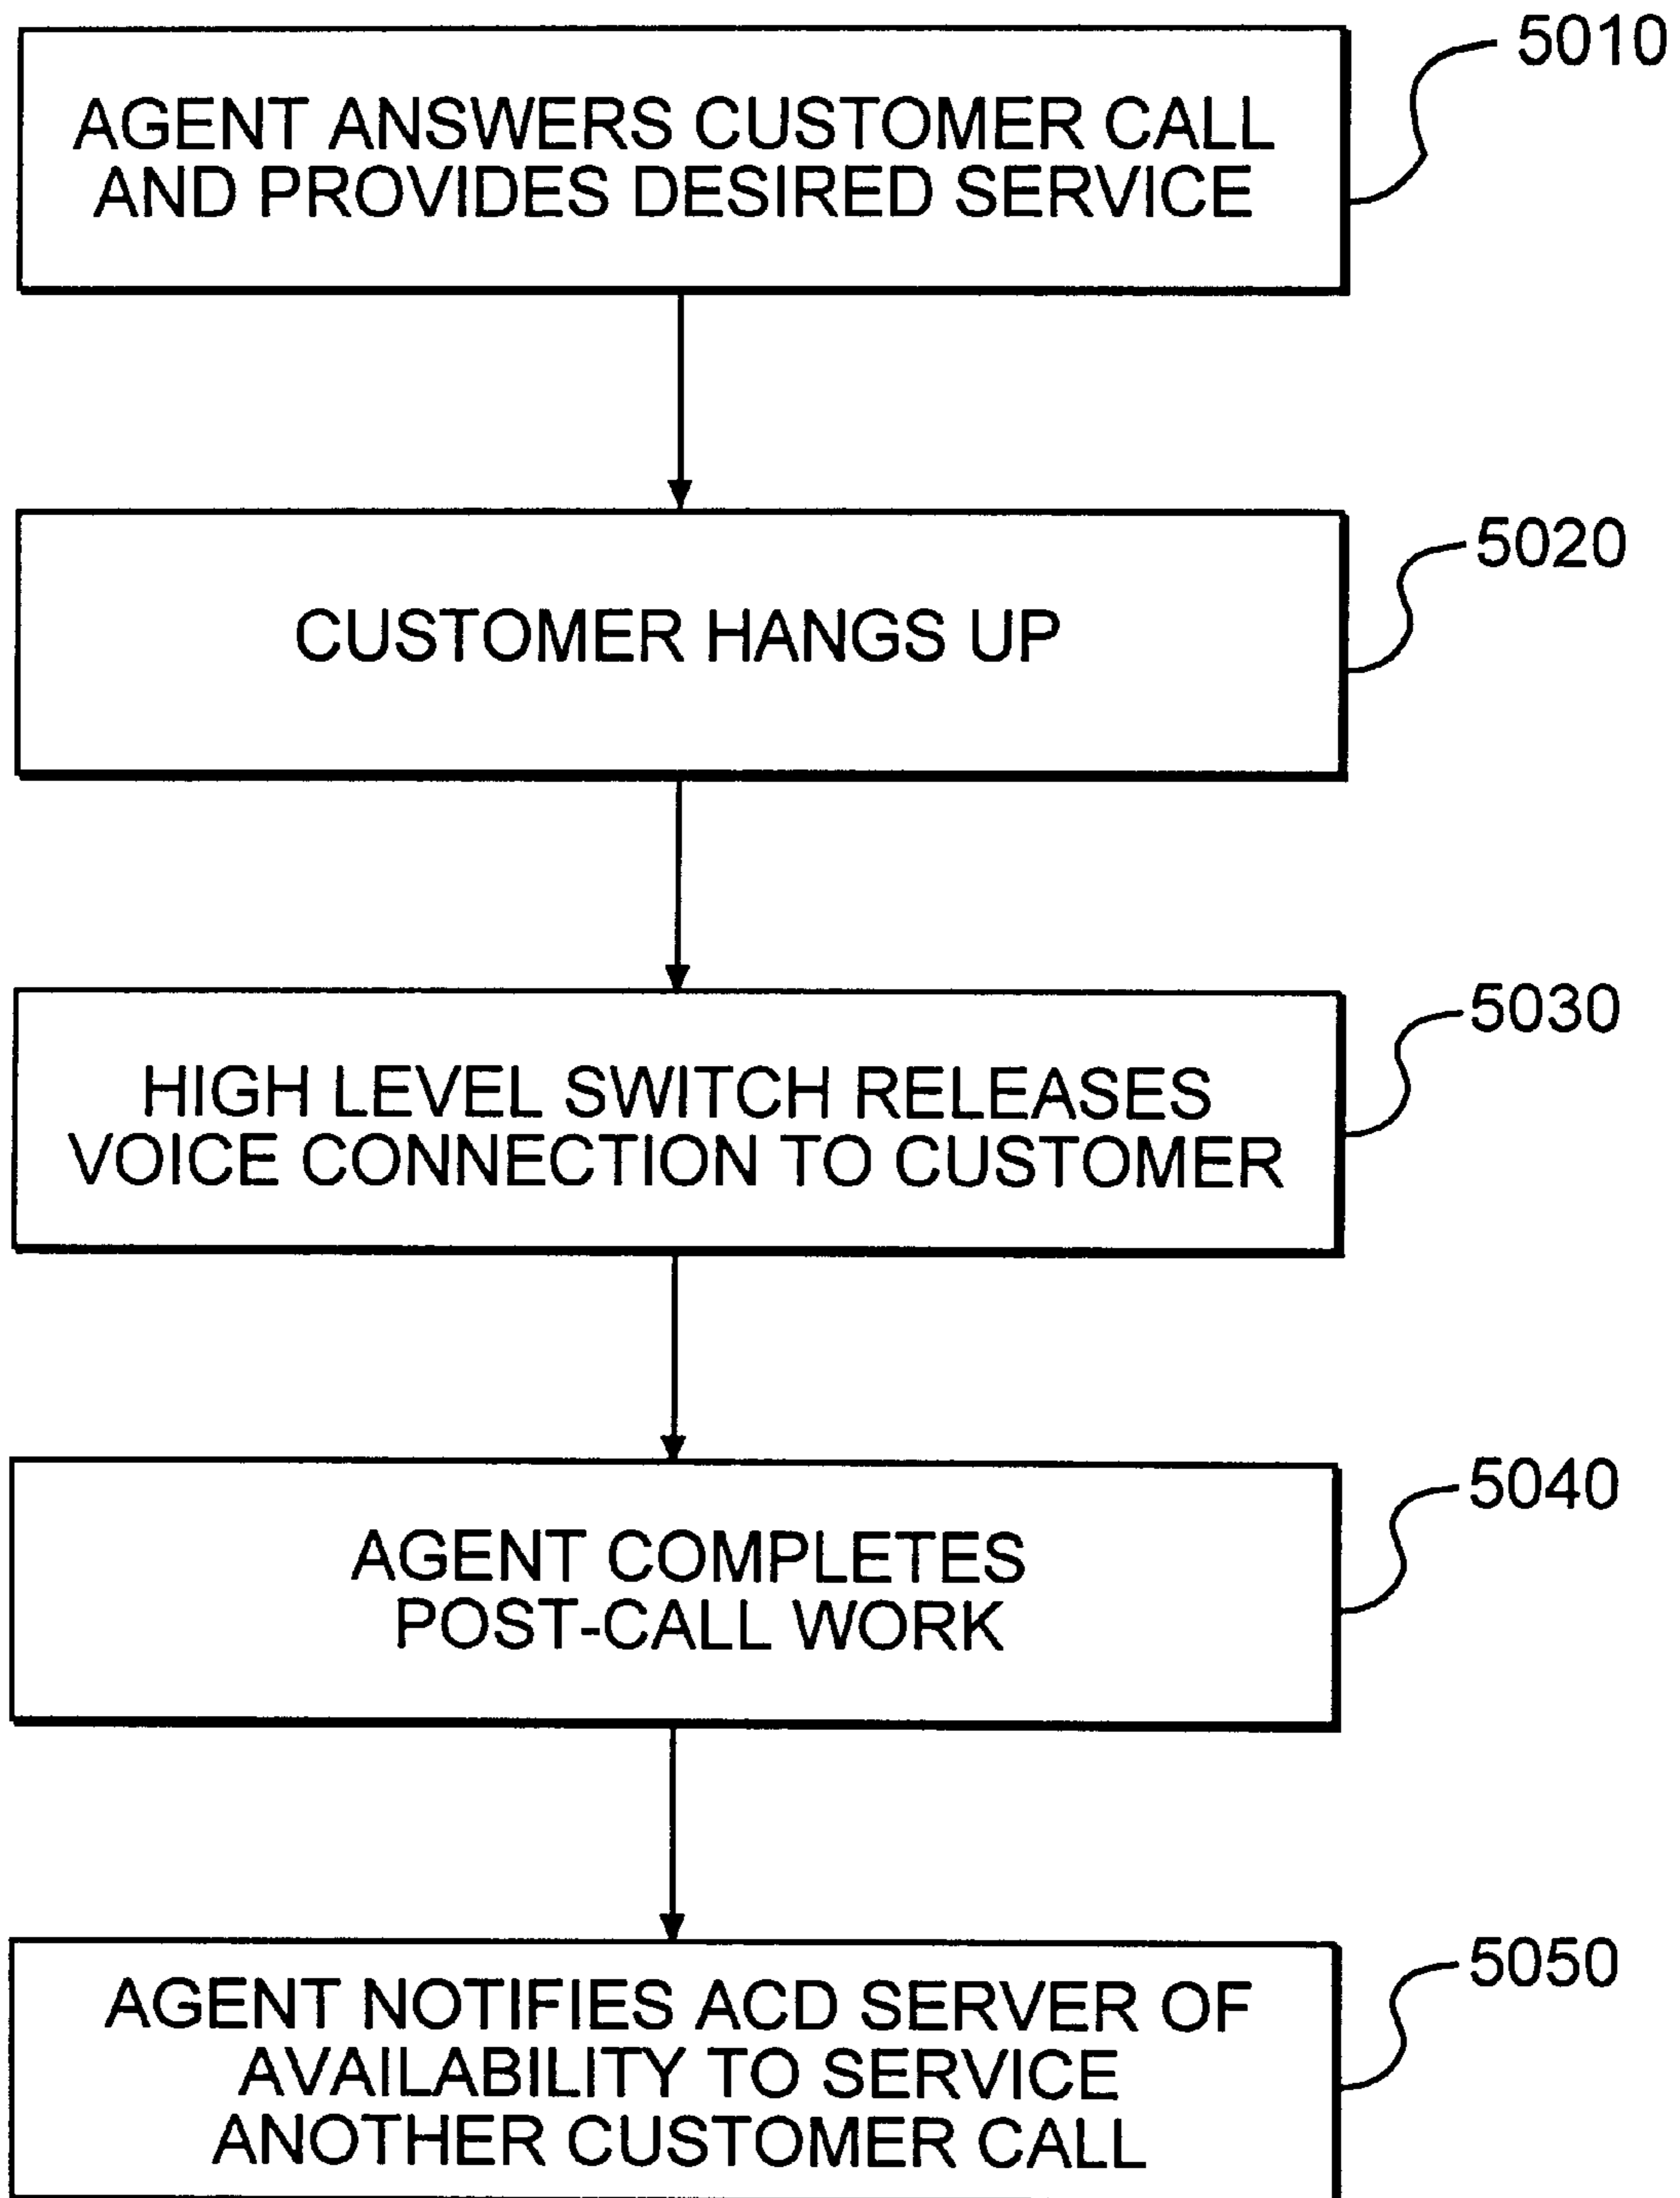 5010
AGENT ANSWERS CUSTOMER CALL
AND PROVIDES DESIRED SERVICE
5020
CUSTOMER HANGS UP
5030
HIGH LEVEL SWITCH RELEASES
VOICE CONNECTION TO CUSTOMER
5040
AGENT COMPLETES
POST-CALL WORK
5050
AGENT NOTIFIES ACD SERVER OF
AVAILABILITY TO SERVICE
ANOTHER CUSTOMER CALL